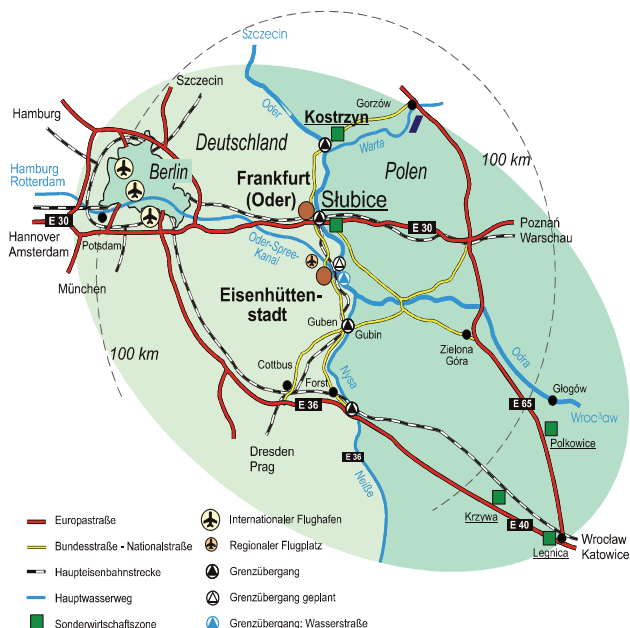 Szczecin
Szczecin
Oder-
Gorzów
Kostrzyn
Hamburg
Deutschland
Warta
Polen
100 km
Hamburg
Rotterdam
Berlin
Frankfurt
(Oder)
Słubice
E 30
E 30
Poznań
Warschau
Hannover
Amsterdam
Potsdam
Oder-Spree-
Kanal
München
Eisenhütten-
stadt
Guben
Gubin
Zielona
Góra
Odra
100 km
Cottbus
Forst
Nysa
Głogów
E 36
E 65
Wroc³aw
Polkowice
Dresden
Prag
E 36
Neiße
Krzywa
E 40
Legnica
Wrocław
Katowice
Europastraße
Bundesstraße - Nationalstraße
Haupteisenbahnstrecke
Hauptwasserweg
Sonderwirtschaftszone
Internationaler Flughafen
Regionaler Flugplatz
Grenzübergang
Grenzübergang geplant
Grenzübergang: Wasserstraße